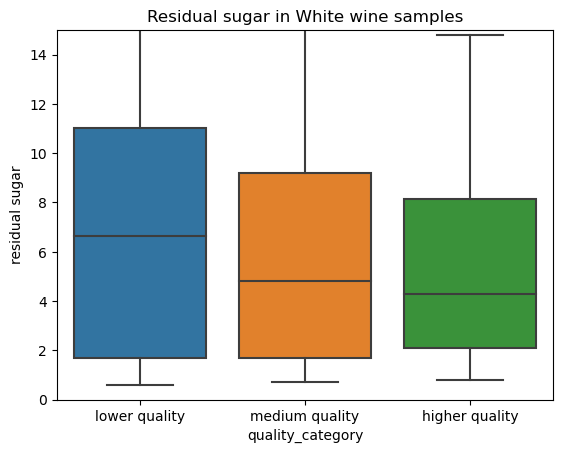 Residual sugar in White wine samples
residual sugar
14
12
10
8
6
4
2
0
lower quality medium quality higher quality
quality_category